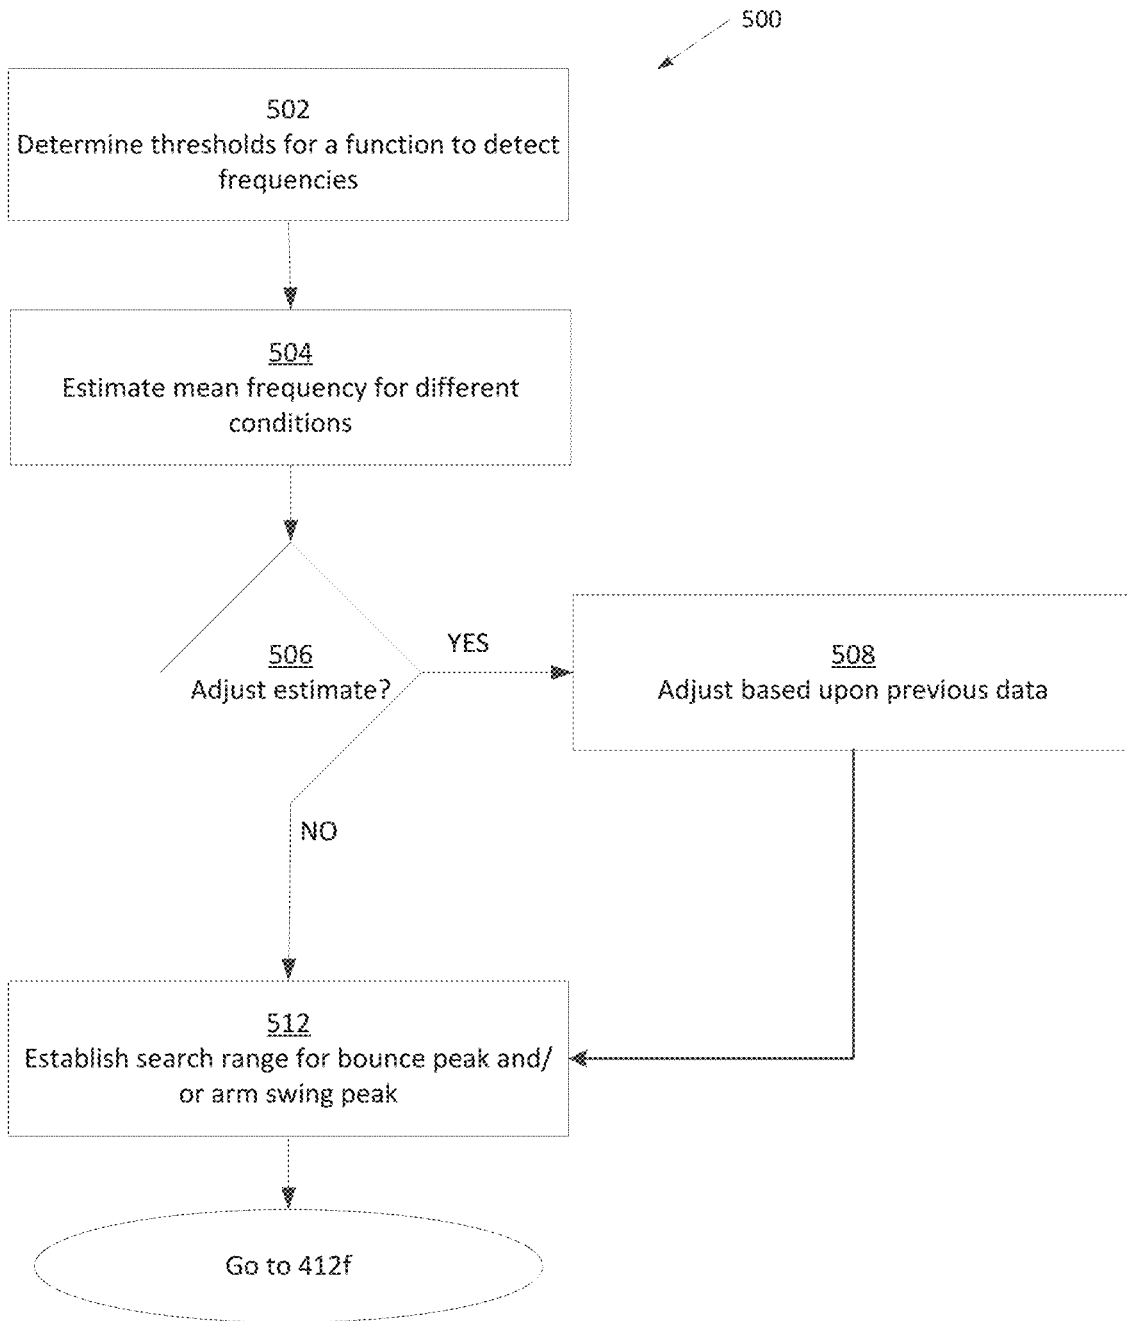 500
502
Determine thresholds for a function to detect
frequencies
504
Estimate mean frequency for different
conditions
506
Adjust estimate?
YES
508
Adjust based upon previous data
NO
512
Establish search range for bounce peak and/
or arm swing peak
Go to 412f